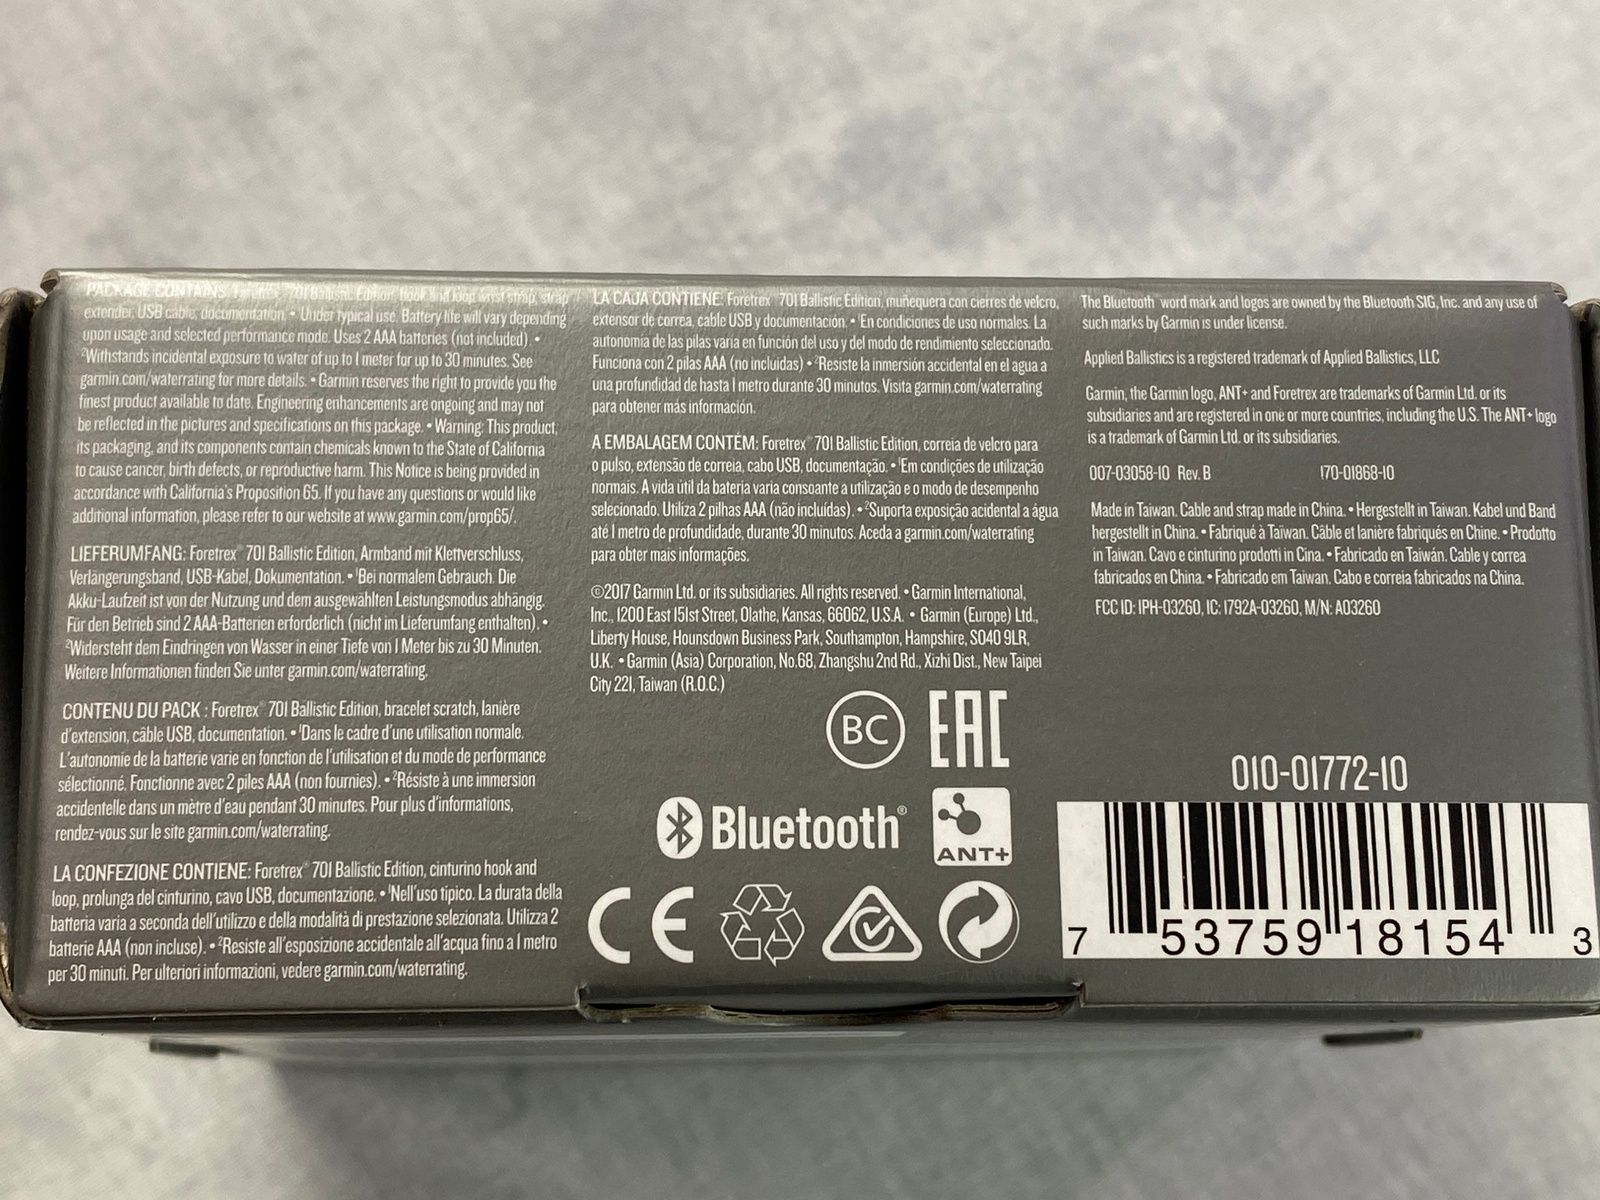 PACKAGE CONTAINS: Foretrex® 701 Ballistic Edition, hook and loop wrist strap, strap
extender, USB cable, documentation. • ¹Under typical use. Battery life will vary depending
upon usage and selected performance mode. Uses 2 AAA batteries (not included). •
²Withstands incidental exposure to water of up to 1 meter for up to 30 minutes. See
garmin.com/waterrating for more details. • Garmin reserves the right to provide you the
finest product available to date. Engineering enhancements are ongoing and may not
be reflected in the pictures and specifications on this package. • Warning: This product,
its packaging, and its components contain chemicals known to the State of California
to cause cancer, birth defects, or reproductive harm. This Notice is being provided in
accordance with California's Proposition 65. If you have any questions or would like
additional information, please refer to our website at www.garmin.com/prop65/.
LIEFERUMFANG: Foretrex® 701 Ballistic Edition, Armband mit Klettverschluss,
Verlängerungsband, USB-Kabel, Dokumentation. • ¹Bei normalem Gebrauch. Die
Akku-Laufzeit ist von der Nutzung und dem ausgewählten Leistungsmodus abhängig.
Für den Betrieb sind 2 AAA-Batterien erforderlich (nicht im Lieferumfang enthalten). •
²Widersteht dem Eindringen von Wasser in einer Tiefe von 1 Meter bis zu 30 Minuten.
Weitere Informationen finden Sie unter garmin.com/waterrating.
CONTENU DU PACK : Foretrex® 701 Ballistic Edition, bracelet scratch, lanière
d'extension, câble USB, documentation. • ¹Dans le cadre d'une utilisation normale.
L'autonomie de la batterie varie en fonction de l'utilisation et du mode de performance
sélectionné. Fonctionne avec 2 piles AAA (non fournies). • ²Résiste à une immersion
accidentelle dans un mètre d'eau pendant 30 minutes. Pour plus d'informations,
rendez-vous sur le site garmin.com/waterrating.
LA CONFEZIONE CONTIENE: Foretrex® 701 Ballistic Edition, cinturino hook and
loop, prolunga del cinturino, cavo USB, documentazione. • ¹Nell'uso tipico. La durata della
batteria varia a seconda dell'utilizzo e della modalità di prestazione selezionata. Utilizza 2
batterie AAA (non incluse). • ²Resiste all'esposizione accidentale all'acqua fino a 1 metro
per 30 minuti. Per ulteriori informazioni, vedere garmin.com/waterrating.
LA CAJA CONTIENE: Foretrex® 701 Ballistic Edition, muñequera con cierres de velcro,
extensor de correa, cable USB y documentación. • ¹En condiciones de uso normales. La
autonomía de las pilas varia en función del uso y del modo de rendimiento seleccionado.
Funciona con 2 pilas AAA (no incluidas) • ²Resiste la inmersión accidental en el agua a
una profundidad de hasta 1 metro durante 30 minutos. Visita garmin.com/waterrating
para obtener más información.
A EMBALAGEM CONTÉM: Foretrex® 701 Ballistic Edition, correia de velcro para
o pulso, extensão de correia, cabo USB, documentação. • ¹Em condições de utilização
normais. A vida útil da bateria varia consoante a utilização e o modo de desempenho
selecionado. Utiliza 2 pilhas AAA (não incluídas). • ²Suporta exposição acidental a água
até 1 metro de profundidade, durante 30 minutos. Aceda a garmin.com/waterrating
para obter mais informações.
©2017 Garmin Ltd. or its subsidiaries. All rights reserved. • Garmin International,
Inc., 1200 East 151st Street, Olathe, Kansas, 66062, U.S.A. • Garmin (Europe) Ltd.,
Liberty House, Hounsdown Business Park, Southampton, Hampshire, SO40 9LR,
U.K. • Garmin (Asia) Corporation, No.68, Zhangshu 2nd Rd., Xizhi Dist., New Taipei
City 221, Taiwan (R.O.C.)
BC EAC
Bluetooth®
ANT+
CE
The Bluetooth word mark and logos are owned by the Bluetooth SIG, Inc. and any use of
such marks by Garmin is under license.
Applied Ballistics is a registered trademark of Applied Ballistics, LLC
Garmin, the Garmin logo, ANT+ and Foretrex are trademarks of Garmin Ltd. or its
subsidiaries and are registered in one or more countries, including the U.S. The ANT+ logo
is a trademark of Garmin Ltd. or its subsidiaries.
007-03058-10 Rev. B 170-01868-10
Made in Taiwan. Cable and strap made in China. • Hergestellt in Taiwan. Kabel und Band
hergestellt in China. • Fabriqué à Taïwan. Câble et lanière fabriqués en Chine. • Prodotto
in Taiwan. Cavo e cinturino prodotti in Cina. • Fabricado en Taiwán. Cable y correa
fabricados en China. • Fabricado em Taiwan. Cabo e correia fabricados na China.
FCC ID: IPH-03260, IC: 1792A-03260, M/N: A03260
010-01772-10
7 53759 18154 3